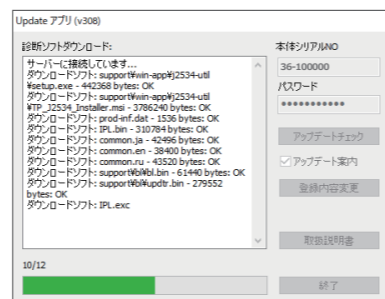 Update アプリ (v308)
診断ソフトダウンロード:
サーバーに接続しています...
ダウンロードソフト: support¥win-app¥j2534-util
¥setup.exe - 442368 bytes: OK
ダウンロードソフト: support¥win-app¥j2534-util
¥TP_J2534_Installer.msi - 3786240 bytes: OK
ダウンロードソフト: prod-inf.dat - 1536 bytes: OK
ダウンロードソフト: IPL.bin - 310784 bytes: OK
ダウンロードソフト: common.ja - 42496 bytes: OK
ダウンロードソフト: common.en - 38400 bytes: OK
ダウンロードソフト: common.ru - 43520 bytes: OK
ダウンロードソフト: support¥bl¥bl.bin - 61440 bytes: OK
ダウンロードソフト: support¥bl¥updtr.bin - 279552
bytes: OK
ダウンロードソフト: IPL.exc
10/12
本体シリアルNO
36-100000
パスワード
●●●●●●●●●●●
アップデートチェック
アップデート案内
登録内容変更
取扱説明書
終了